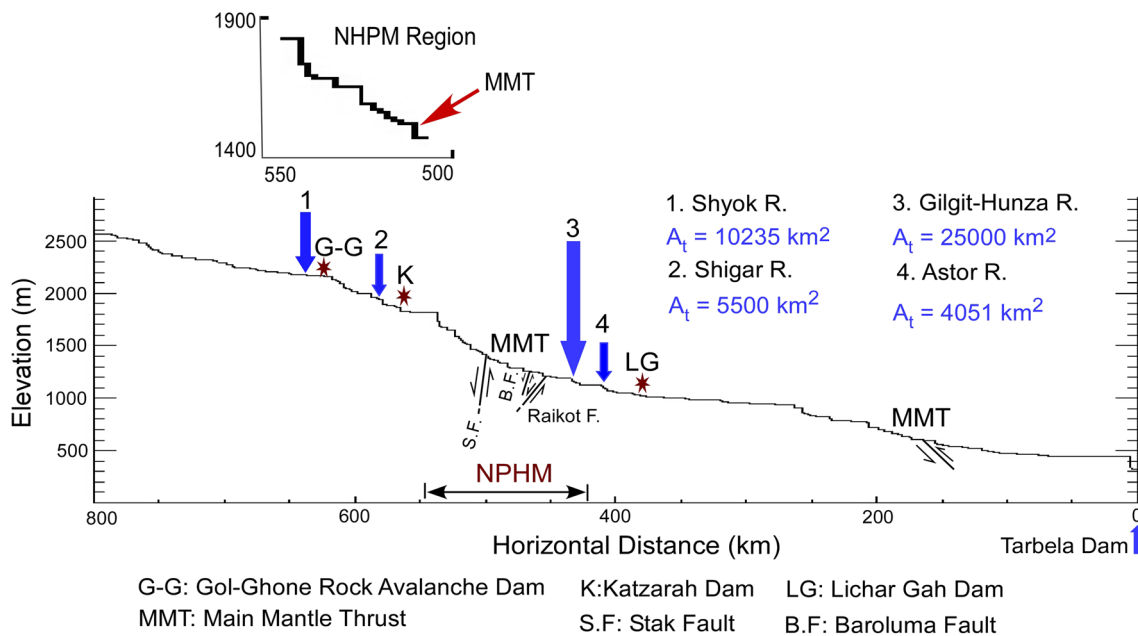 1900
NHPM Region
MMT
1400
550
500
1
1. Shyok R.
3. Gilgit-Hunza R.
At = 10235 km2
At = 25000 km2
2. Shigar R.
4. Astor R.
At = 5500 km2
At = 4051 km2
G-G
2
K
3
4
LG
MMT
MMT
B.F.
S.F.
Raikot F.
NPHM
Elevation (m)
2500
2000
1500
1000
500
800
600
400
200
0
Horizontal Distance (km)
Tarbela Dam
G-G: Gol-Ghone Rock Avalanche Dam
K:Katzarah Dam
LG: Lichar Gah Dam
MMT: Main Mantle Thrust
S.F: Stak Fault
B.F: Baroluma Fault